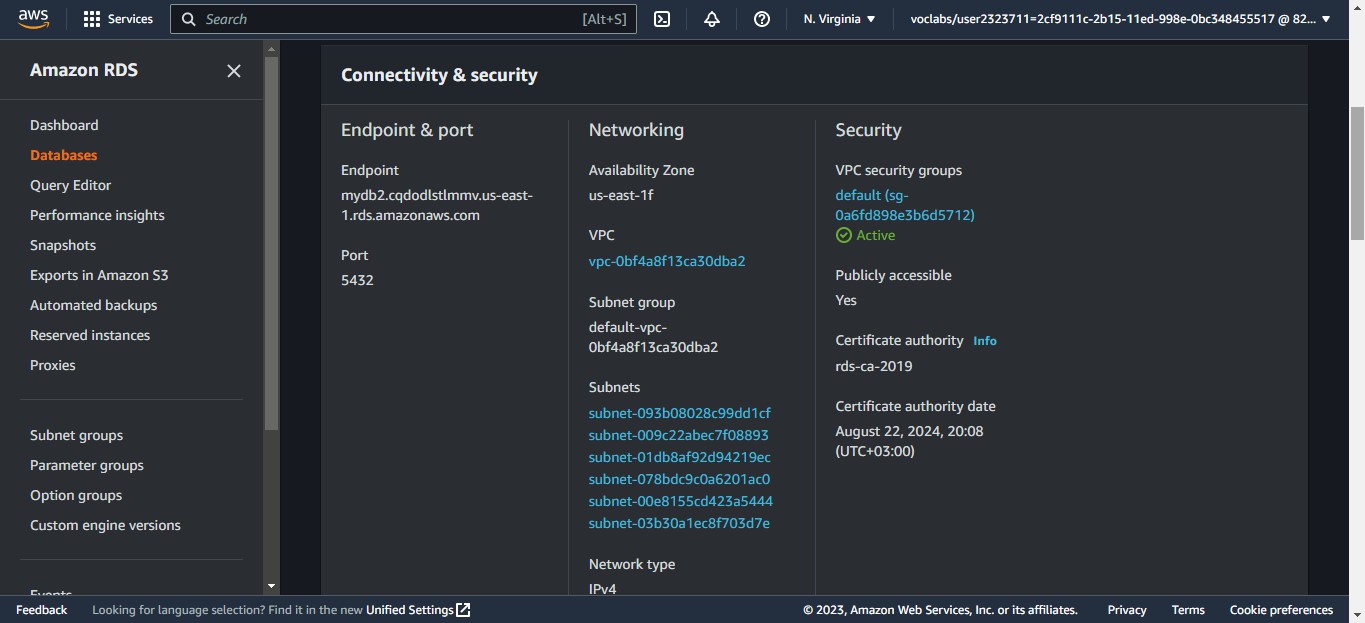 aws
Services
Search [Alt+S]
N. Virginia
voclabs/user2323711=2cf9111c-2b15-11ed-998e-0bc348455517 @ 82...
Amazon RDS
Dashboard
Databases
Query Editor
Performance insights
Snapshots
Exports in Amazon S3
Automated backups
Reserved instances
Proxies
Subnet groups
Parameter groups
Option groups
Custom engine versions
Events
Connectivity & security
Endpoint & port
Endpoint
mydb2.cqdodlstlmmv.us-east-
1.rds.amazonaws.com
Port
5432
Networking
Availability Zone
us-east-1f
VPC
vpc-0bf4a8f13ca30dba2
Subnet group
default-vpc-
0bf4a8f13ca30dba2
Subnets
subnet-093b08028c99dd1cf
subnet-009c22abec7f08893
subnet-01db8af92d94219ec
subnet-078bdc9c0a6201ac0
subnet-00e8155cd423a5444
subnet-03b30a1ec8f703d7e
Network type
IPv4
Security
VPC security groups
default (sg-
0a6fd898e3b6d5712)
Active
Publicly accessible
Yes
Certificate authority Info
rds-ca-2019
Certificate authority date
August 22, 2024, 20:08
(UTC+03:00)
Feedback
Looking for language selection? Find it in the new Unified Settings
© 2023, Amazon Web Services, Inc. or its affiliates.
Privacy
Terms
Cookie preferences